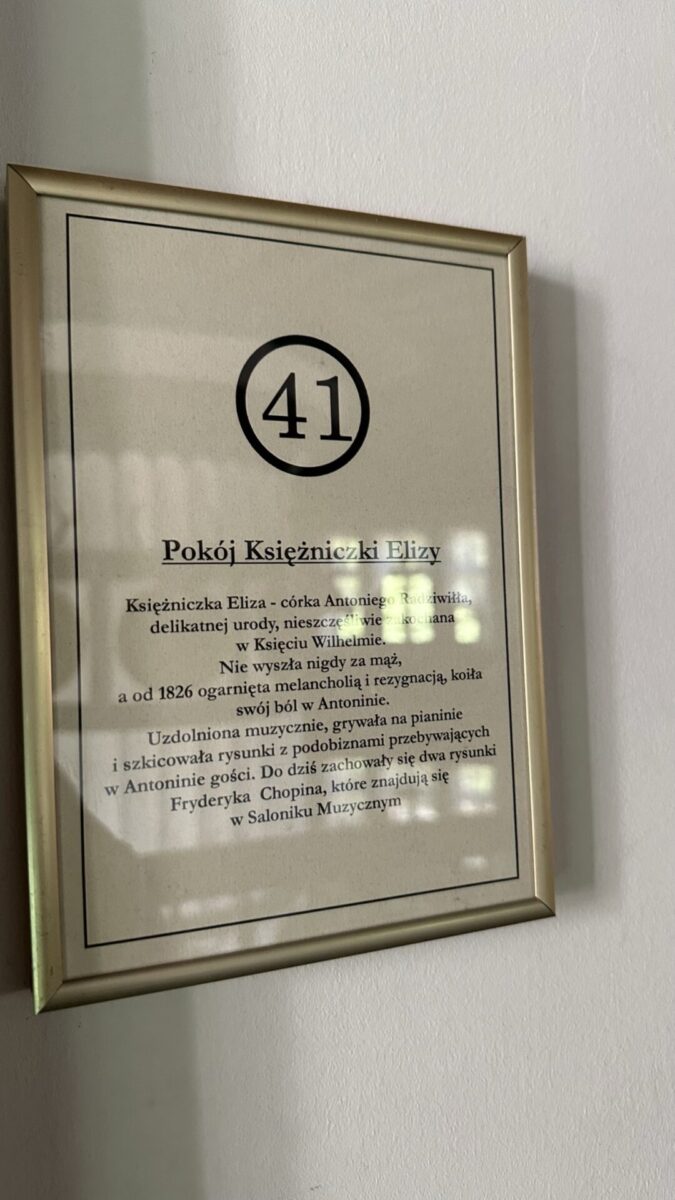 41
Pokój Księżniczki Elizy
Księżniczka Eliza - córka Antoniego Radziwiłła,
delikatnej urody, nieszczęśliwie zakochana
w Księciu Wilhelmie.
Nie wyszła nigdy za mąż,
a od 1826 ogarnięta melancholią i rezygnacją, koiła
swój ból w Antoninie.
Uzdolniona muzycznie, grywała na pianinie
i szkicowała rysunki z podobiznami przebywających
w Antoninie gości. Do dziś zachowały się dwa rysunki
Fryderyka Chopina, które znajdują się
w Saloniku Muzycznym